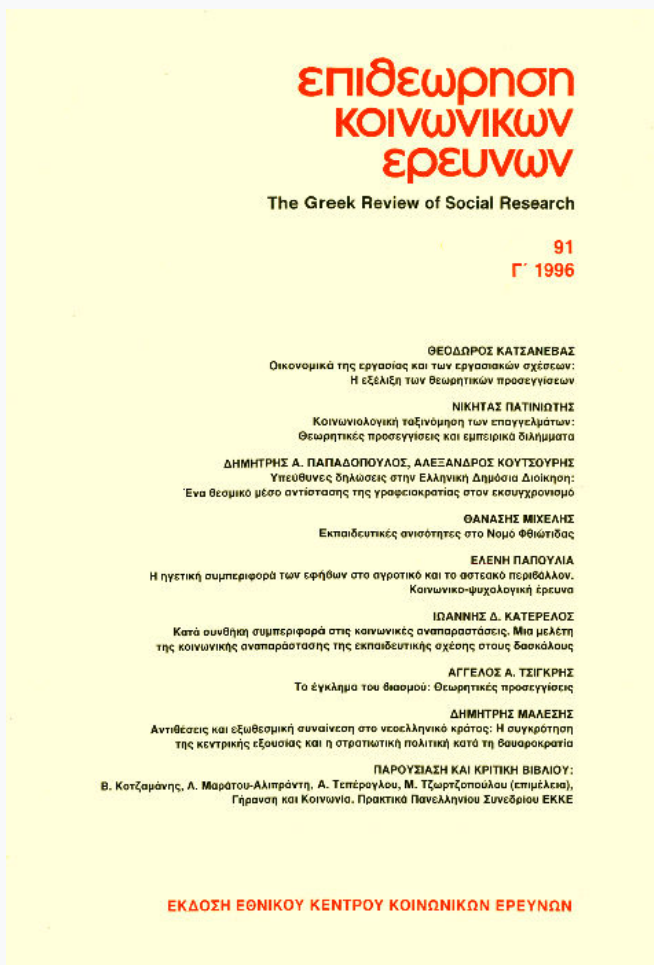 επιθεωρηση
κοινωνικων
ερευνων
The Greek Review of Social Research
91
Γ΄ 1996
ΘΕΟΔΩΡΟΣ ΚΑΤΣΑΝΕΒΑΣ
Οικονομικά της εργασίας και των εργασιακών σχέσεων:
Η εξέλιξη των θεωρητικών προσεγγίσεων
ΝΙΚΗΤΑΣ ΠΑΤΙΝΙΩΤΗΣ
Κοινωνιολογική ταξινόμηση των επαγγελμάτων:
Θεωρητικές προσεγγίσεις και εμπειρικά διλήμματα
ΔΗΜΗΤΡΗΣ Α. ΠΑΠΑΔΟΠΟΥΛΟΣ, ΑΛΕΞΑΝΔΡΟΣ ΚΟΥΤΣΟΥΡΗΣ
Υπεύθυνες δηλώσεις στην Ελληνική Δημόσια Διοίκηση:
Ένα θεσμικό μέσο αντίστασης της γραφειοκρατίας στον εκσυγχρονισμό
ΘΑΝΑΣΗΣ ΜΙΧΕΛΗΣ
Εκπαιδευτικές ανισότητες στο Νομό Φθιώτιδας
ΕΛΕΝΗ ΠΑΠΟΥΛΙΑ
Η ηγετική συμπεριφορά των εφήβων στο αγροτικό και το αστεακό περιβάλλον.
Κοινωνικο-ψυχολογική έρευνα
ΙΩΑΝΝΗΣ Δ. ΚΑΤΕΡΕΛΟΣ
Κατά συνθήκη συμπεριφορά στις κοινωνικές αναπαραστάσεις. Μια μελέτη
της κοινωνικής αναπαράστασης της εκπαιδευτικής σχέσης στους δασκάλους
ΑΓΓΕΛΟΣ Α. ΤΣΙΓΚΡΗΣ
Το έγκλημα του βιασμού: Θεωρητικές προσεγγίσεις
ΔΗΜΗΤΡΗΣ ΜΑΛΕΣΗΣ
Αντιθέσεις και εξωθεσμική συναίνεση στο νεοελληνικό κράτος: Η συγκρότηση
της κεντρικής εξουσίας και η στρατιωτική πολιτική κατά τη βαυαροκρατία
ΠΑΡΟΥΣΙΑΣΗ ΚΑΙ ΚΡΙΤΙΚΗ ΒΙΒΛΙΟΥ:
Β. Κοτζαμάνης, Λ. Μαράτου-Αλιπράντη, Α. Τεπέρογλου, Μ. Τζωρτζοπούλου (επιμέλεια),
Γήρανση και Κοινωνία. Πρακτικά Πανελληνίου Συνεδρίου ΕΚΚΕ
ΕΚΔΟΣΗ ΕΘΝΙΚΟΥ ΚΕΝΤΡΟΥ ΚΟΙΝΩΝΙΚΩΝ ΕΡΕΥΝΩΝ